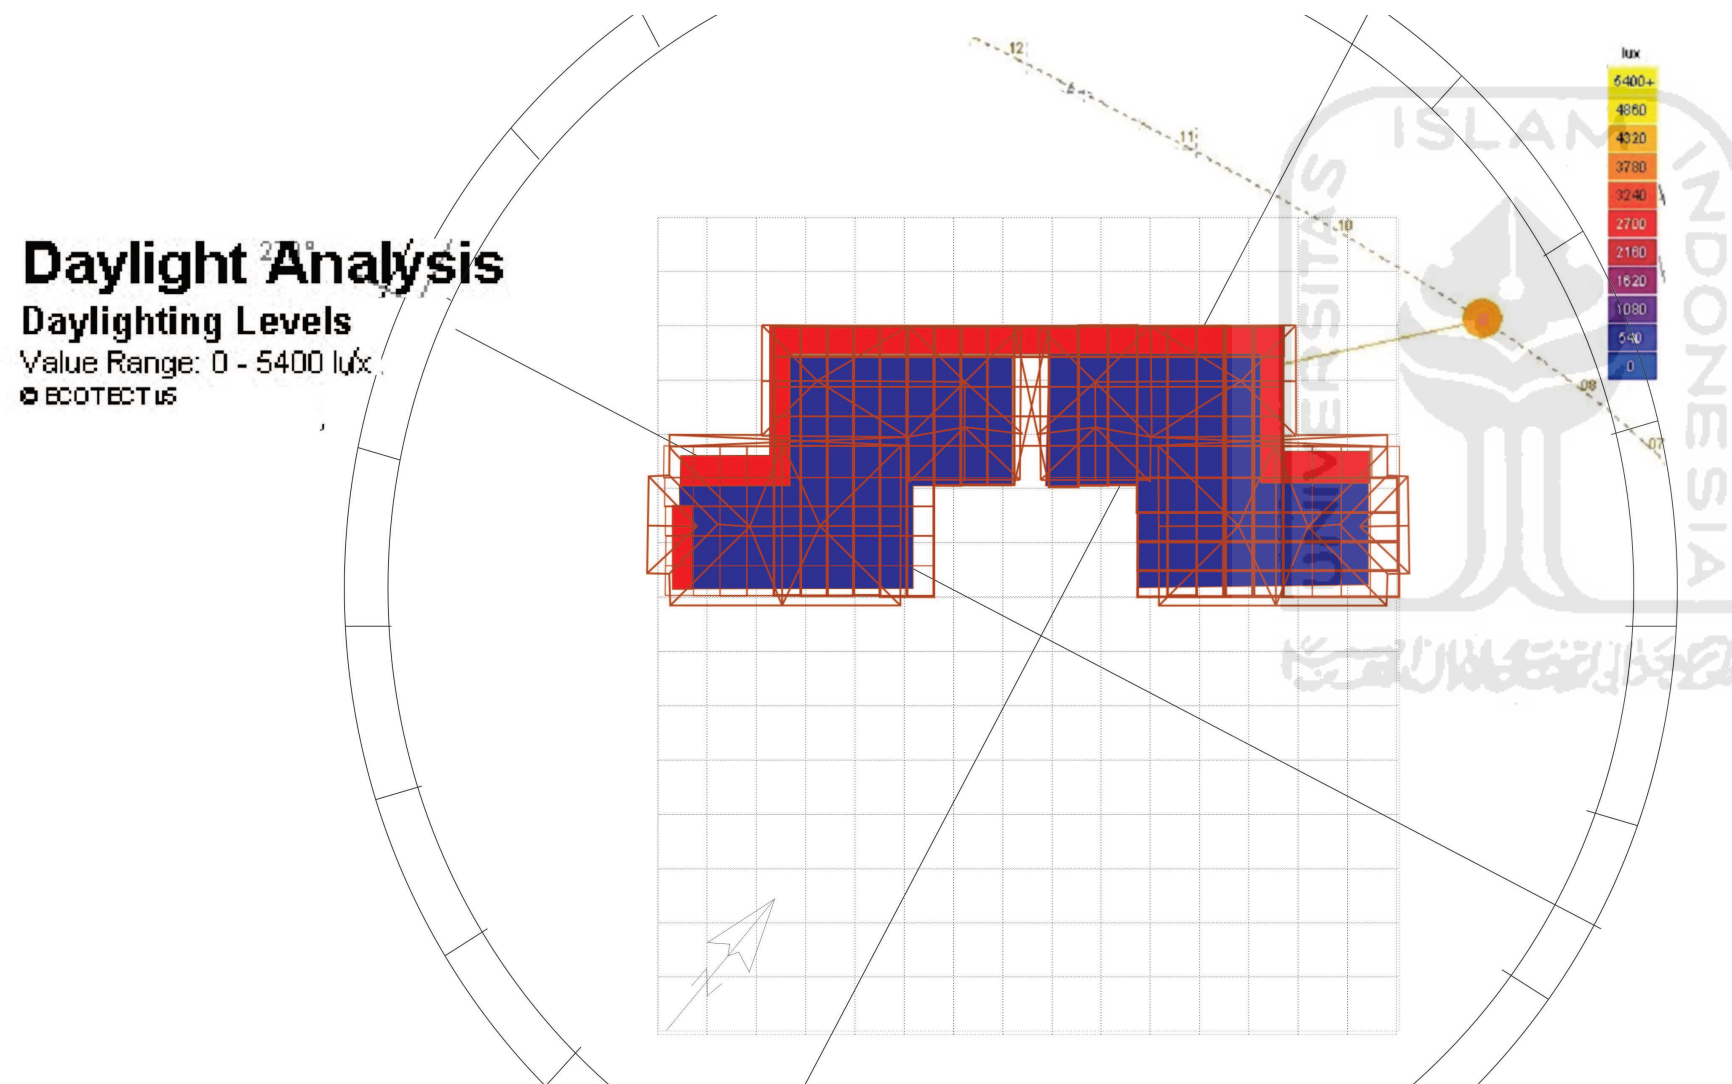 Daylight Analysis
Daylighting Levels
Value Range: 0 - 5400 lux
© ECOTECT v5
12
11
10
08
07
lux
5400+
4860
4320
3780
3240
2700
2160
1620
1080
540
0
N
UNIVERSITAS
ISLAM
INDONESIA